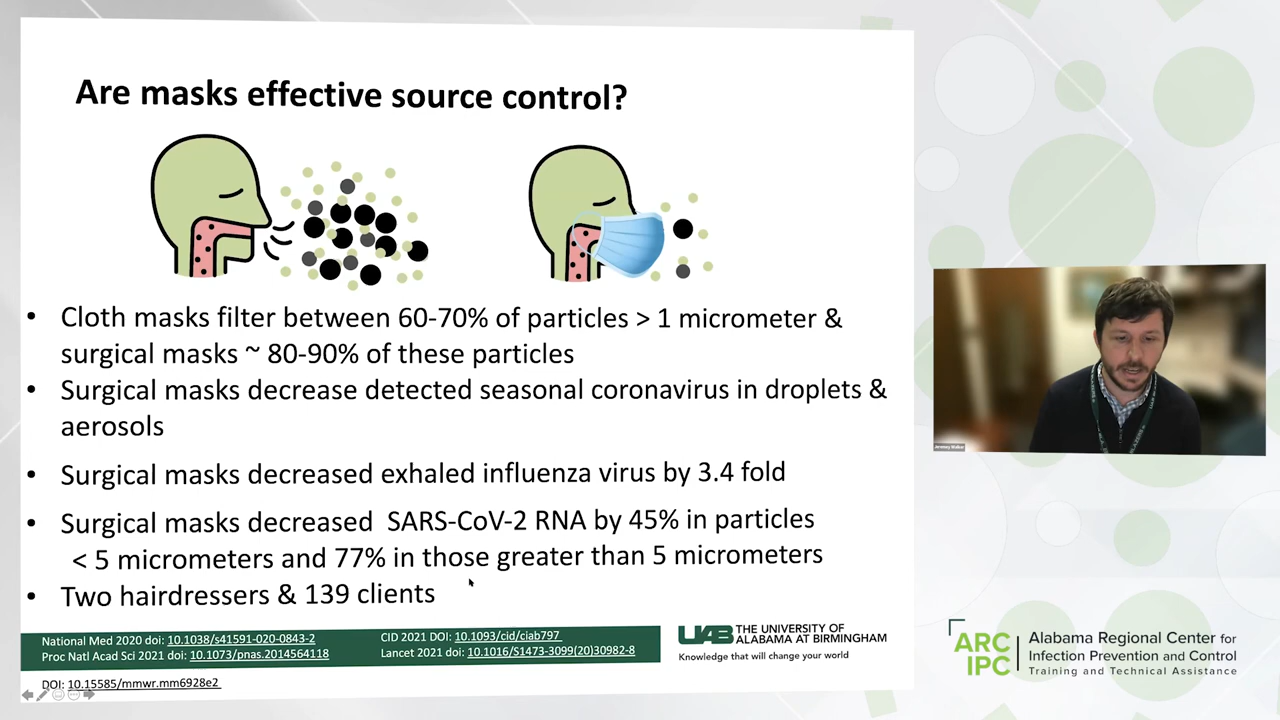 Are masks effective source control?
• Cloth masks filter between 60-70% of particles > 1 micrometer &
surgical masks ~ 80-90% of these particles
• Surgical masks decrease detected seasonal coronavirus in droplets &
aerosols
• Surgical masks decreased exhaled influenza virus by 3.4 fold
• Surgical masks decreased SARS-CoV-2 RNA by 45% in particles
< 5 micrometers and 77% in those greater than 5 micrometers
• Two hairdressers & 139 clients
National Med 2020 doi: 10.1038/s41591-020-0843-2
Proc Natl Acad Sci 2021 doi: 10.1073/pnas.2014564118
CID 2021 DOI: 10.1093/cid/ciab797
Lancet 2021 doi: 10.1016/S1473-3099(20)30982-8
DOI: 10.15585/mmwr.mm6928e2
UAB THE UNIVERSITY OF
ALABAMA AT BIRMINGHAM
Knowledge that will change your world
Jeremey Walker
ARC
IPC
Alabama Regional Center for
Infection Prevention and Control
Training and Technical Assistance